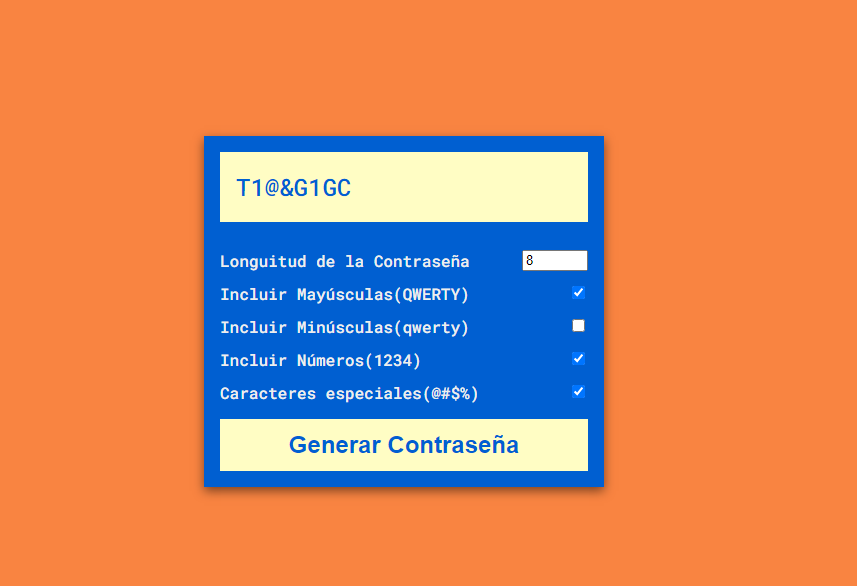 T1@&G1GC
Longuitud de la Contraseña 8
Incluir Mayúsculas(QWERTY)
Incluir Minúsculas(qwerty)
Incluir Números(1234)
Caracteres especiales(@#$%)
Generar Contraseña